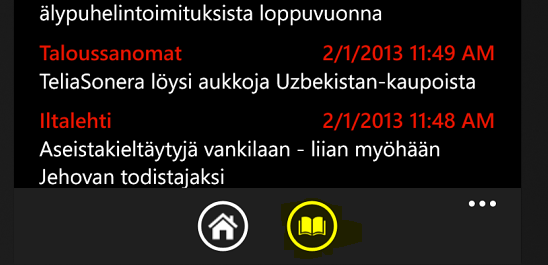 älypuhelintoimituksista loppuvuonna
Taloussanomat 2/1/2013 11:49 AM
TeliaSonera löysi aukkoja Uzbekistan-kaupoista
Iltalehti 2/1/2013 11:48 AM
Aseistakieltäytyjä vankilaan - liian myöhään
Jehovan todistajaksi